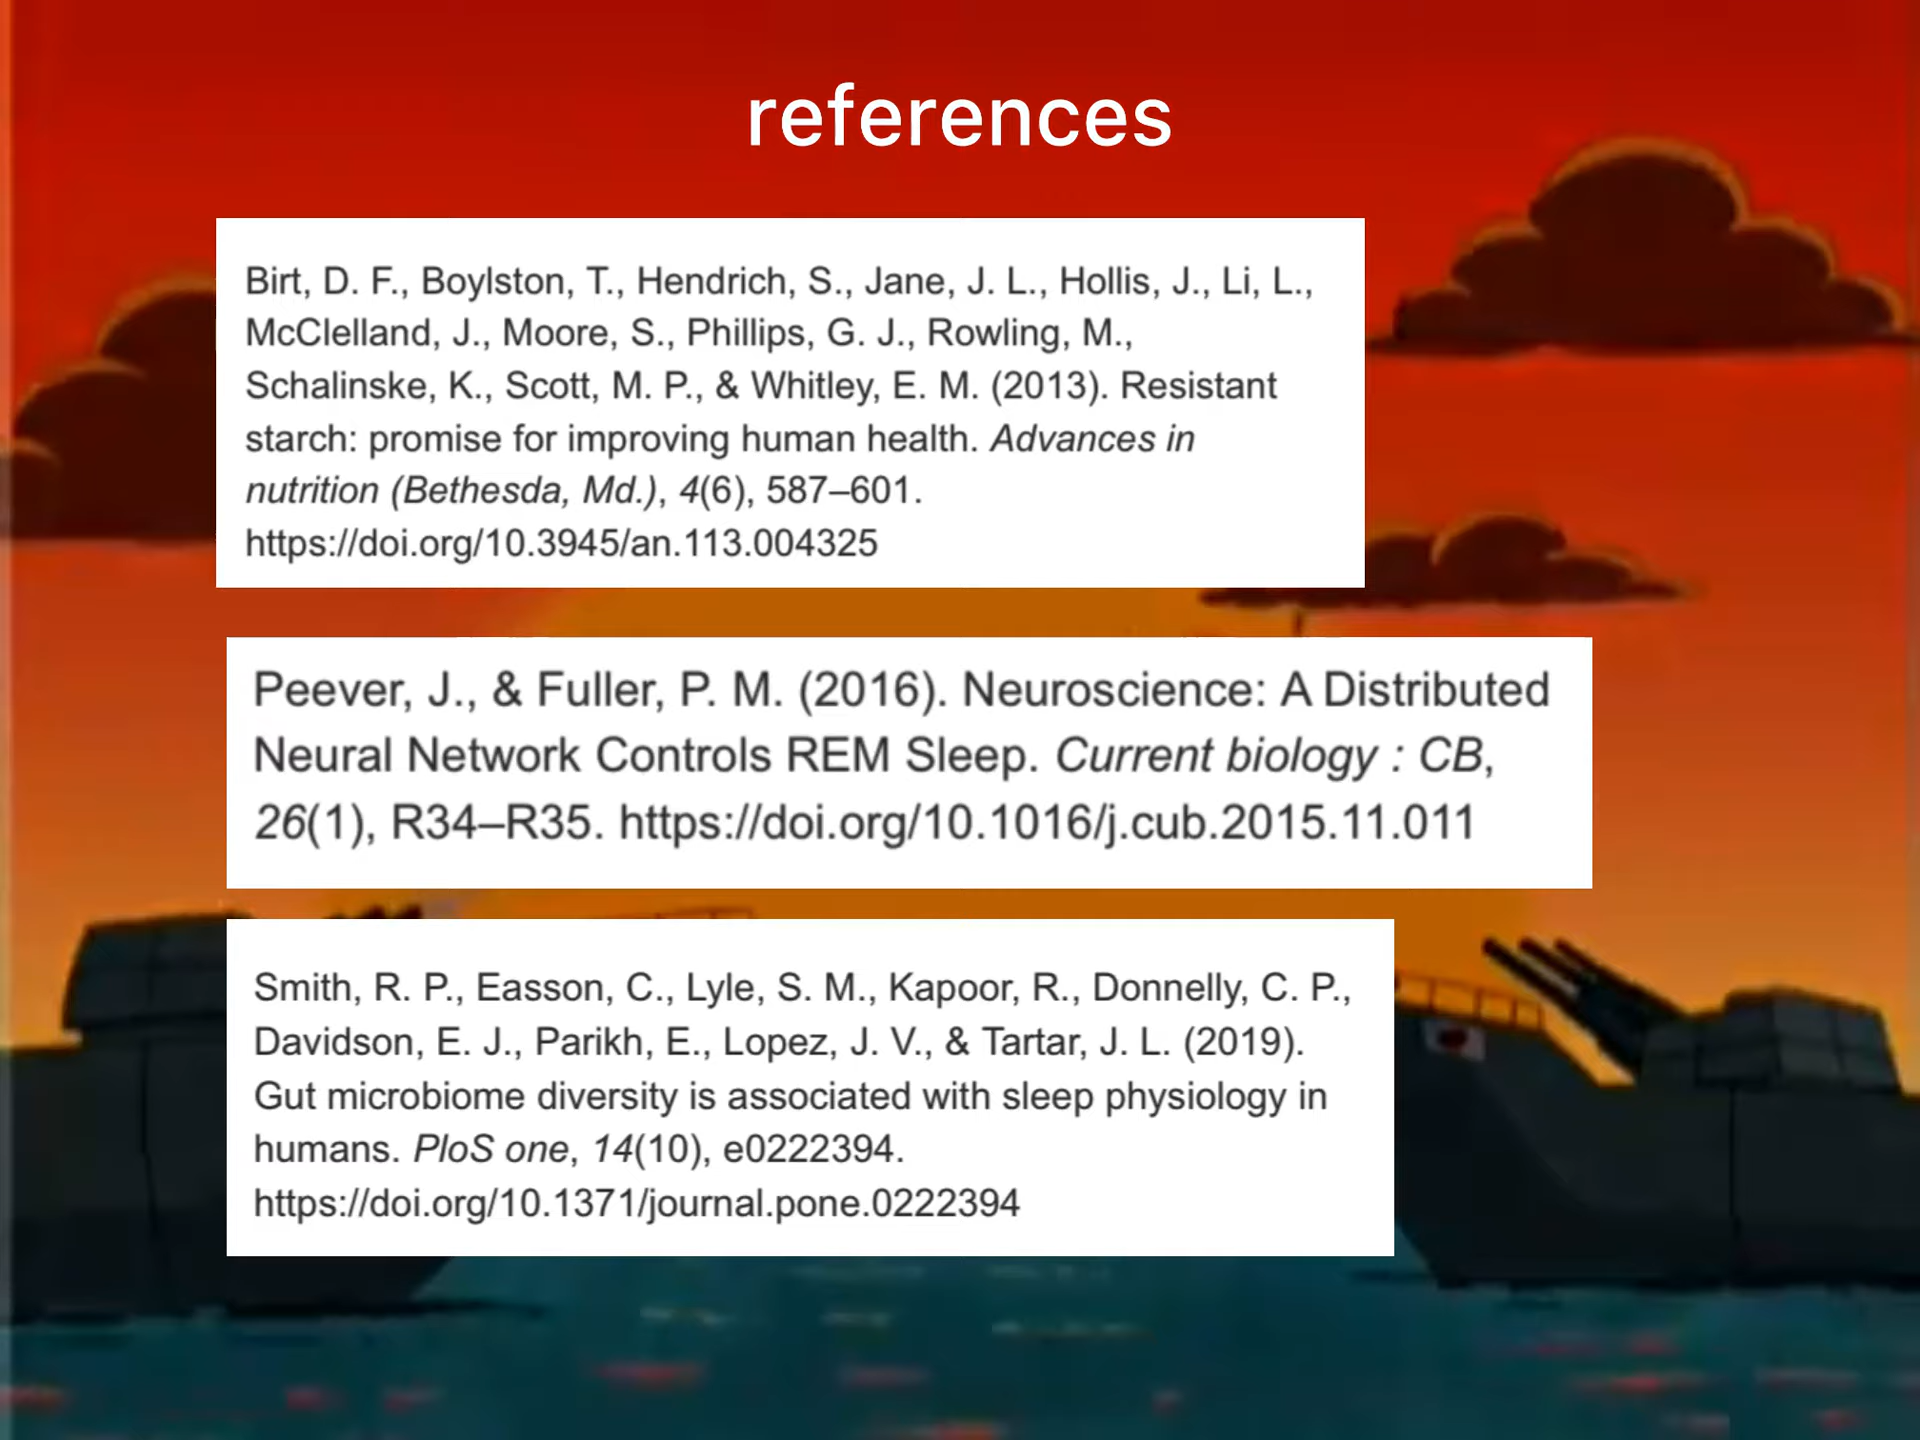 references
Birt, D. F., Boylston, T., Hendrich, S., Jane, J. L., Hollis, J., Li, L.,
McClelland, J., Moore, S., Phillips, G. J., Rowling, M.,
Schalinske, K., Scott, M. P., & Whitley, E. M. (2013). Resistant
starch: promise for improving human health. Advances in
nutrition (Bethesda, Md.), 4(6), 587–601.
https://doi.org/10.3945/an.113.004325
Peever, J., & Fuller, P. M. (2016). Neuroscience: A Distributed
Neural Network Controls REM Sleep. Current biology : CB,
26(1), R34–R35. https://doi.org/10.1016/j.cub.2015.11.011
Smith, R. P., Easson, C., Lyle, S. M., Kapoor, R., Donnelly, C. P.,
Davidson, E. J., Parikh, E., Lopez, J. V., & Tartar, J. L. (2019).
Gut microbiome diversity is associated with sleep physiology in
humans. PloS one, 14(10), e0222394.
https://doi.org/10.1371/journal.pone.0222394